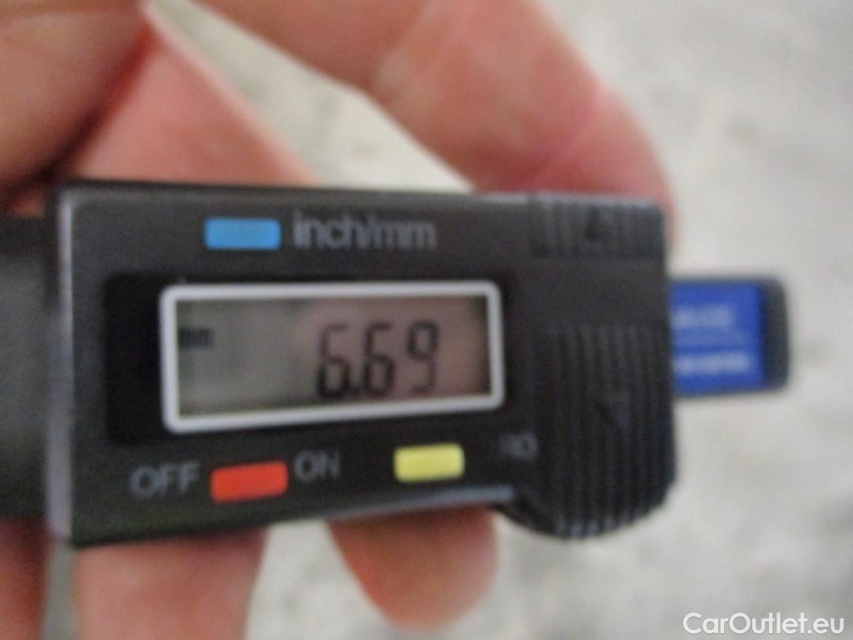 inch/mm
mm
6.69
OFF ON
CarOutlet.eu